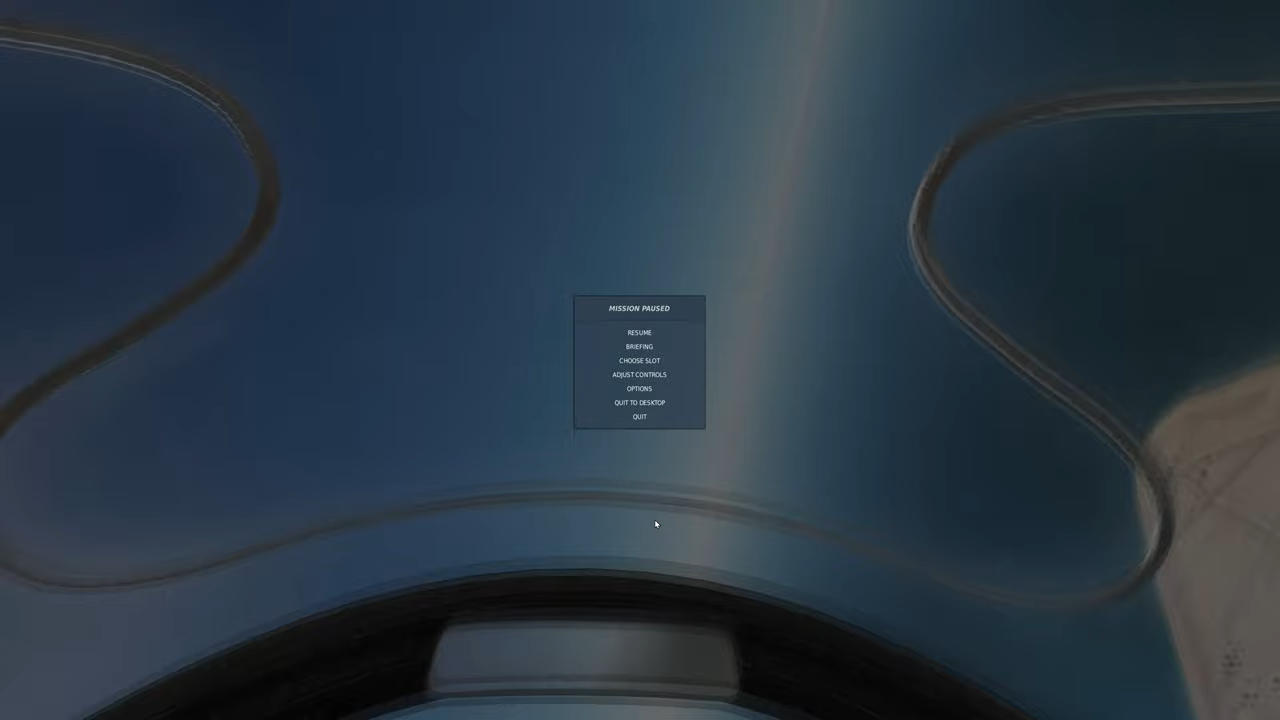 MISSION PAUSED
RESUME
BRIEFING
CHOOSE SLOT
ADJUST CONTROLS
OPTIONS
QUIT TO DESKTOP
QUIT